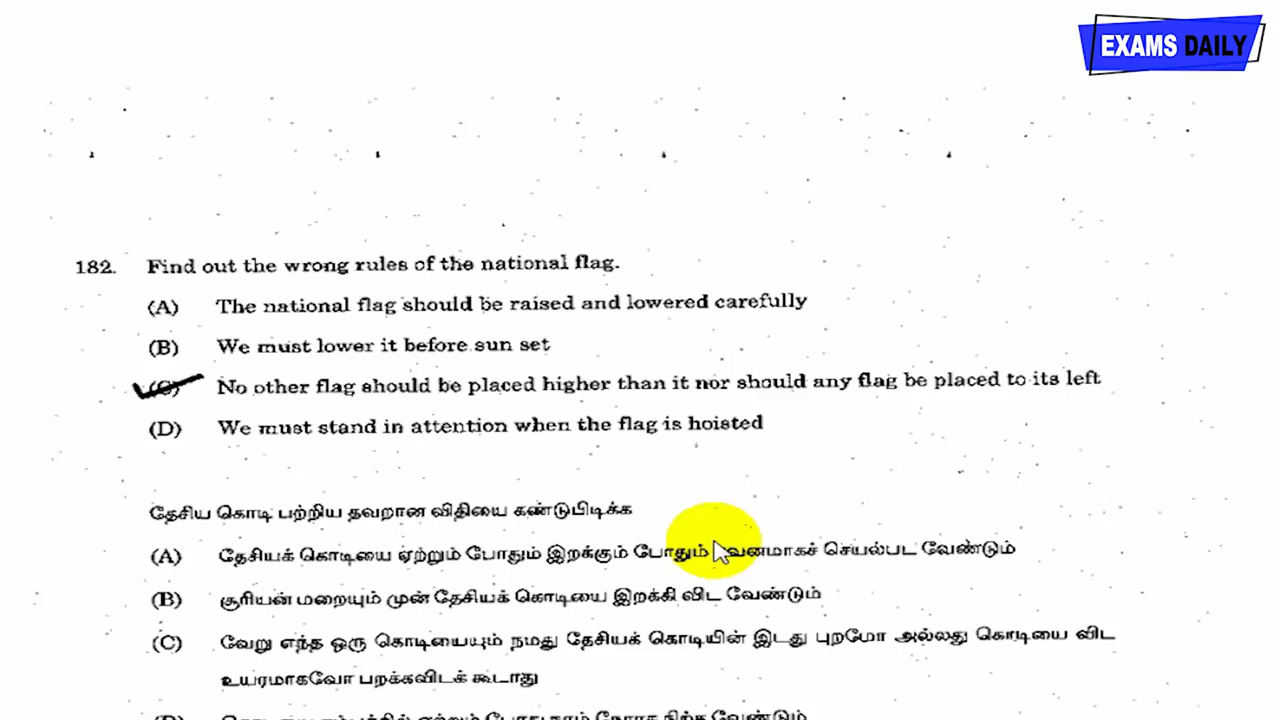 EXAMS DAILY
182. Find out the wrong rules of the national flag.
(A) The national flag should be raised and lowered carefully
(B) We must lower it before sun set
(C) No other flag should be placed higher than it nor should any flag be placed to its left
(D) We must stand in attention when the flag is hoisted
தேசிய கொடி பற்றிய தவறான விதியை கண்டுபிடிக்க
(A) தேசியக் கொடியை ஏற்றும் போதும் இறக்கும் போதும் செயல்பட வேண்டும்
(B) சூரியன் மறையும் முன் தேசியக் கொடியை இறக்கி விட வேண்டும்
(C) வேறு எந்த ஒரு கொடியையும் நமது தேசியக் கொடியின் இடது புறமோ அல்லது கொடியை விட
உயரமாகவோ பறக்கவிடக் கூடாது